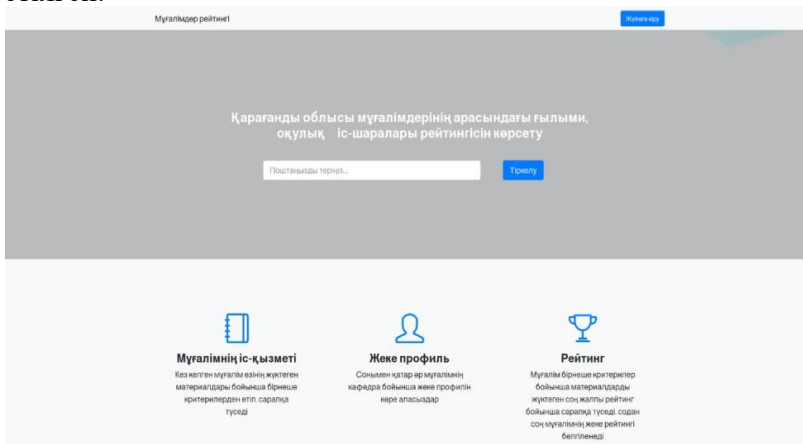 Мұғалімдер рейтингі
Жүйеге кіру
Қарағанды облысы мұғалімдерінің арасындағы ғылыми,
оқулық іс-шаралары рейтингісін көрсету
Поштаңызды теріңіз...
Тіркелу
Мұғалімнің іс-қызметі
Кез келген мұғалім өзінің жүктеген
материалдары бойынша бірнеше
критерилерден өтіп, сарапқа
түседі
Жеке профиль
Сонымен қатар әр мұғалімнің
кафедра бойынша жеке профилін
көре аласыздар
Рейтинг
Мұғалім бірнеше критерилер
бойынша материалдарды
жүктеген соң жалпы рейтинг
бойынша сарапқа түседі, содан
соң мұғалімнің жеке рейтингі
белгіленеді